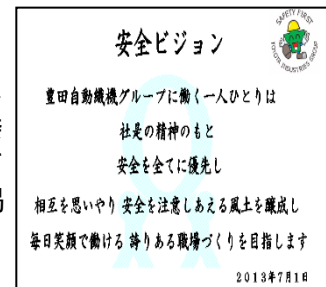 安全ビジョン
SAFETY FIRST
TOYOTA INDUSTRIES GROUP
豊田自動織機グループに働く一人ひとりは
社是の精神のもと
安全を全てに優先し
相互を思いやり 安全を注意しあえる風土を醸成し
毎日笑顔で働ける 誇りある職場づくりを目指します
2013年7月1日